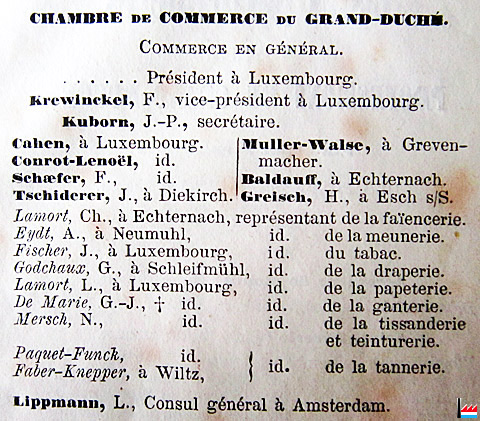 CHAMBRE DE COMMERCE DU GRAND-DUCHÉ.
COMMERCE EN GÉNÉRAL.
. . . . . . Président à Luxembourg.
Krewinckel, F., vice-président à Luxembourg.
Kuborn, J.-P., secrétaire.
Cahen, à Luxembourg.
Conrot-Lenoël, id.
Schæfer, F., id.
Tschiderer, J., à Diekirch.
Muller-Walse, à Greven-
macher.
Baldauff, à Echternach.
Greisch, H., à Esch s/S.
Lamort, Ch., à Echternach, représentant de la faïencerie.
Eydt, A., à Neumuhl, id. de la meunerie.
Fischer, J., à Luxembourg, id. du tabac.
Godchaux, G., à Schleifmühl, id. de la draperie.
Lamort, L., à Luxembourg, id. de la papeterie.
De Marie, G.-J., † id. id. de la ganterie.
Mersch, N., id. id. de la tissanderie
et teinturerie.
Paquet-Funck, id.
Faber-Knepper, à Wiltz, } id. de la tannerie.
Lippmann, L., Consul général à Amsterdam.